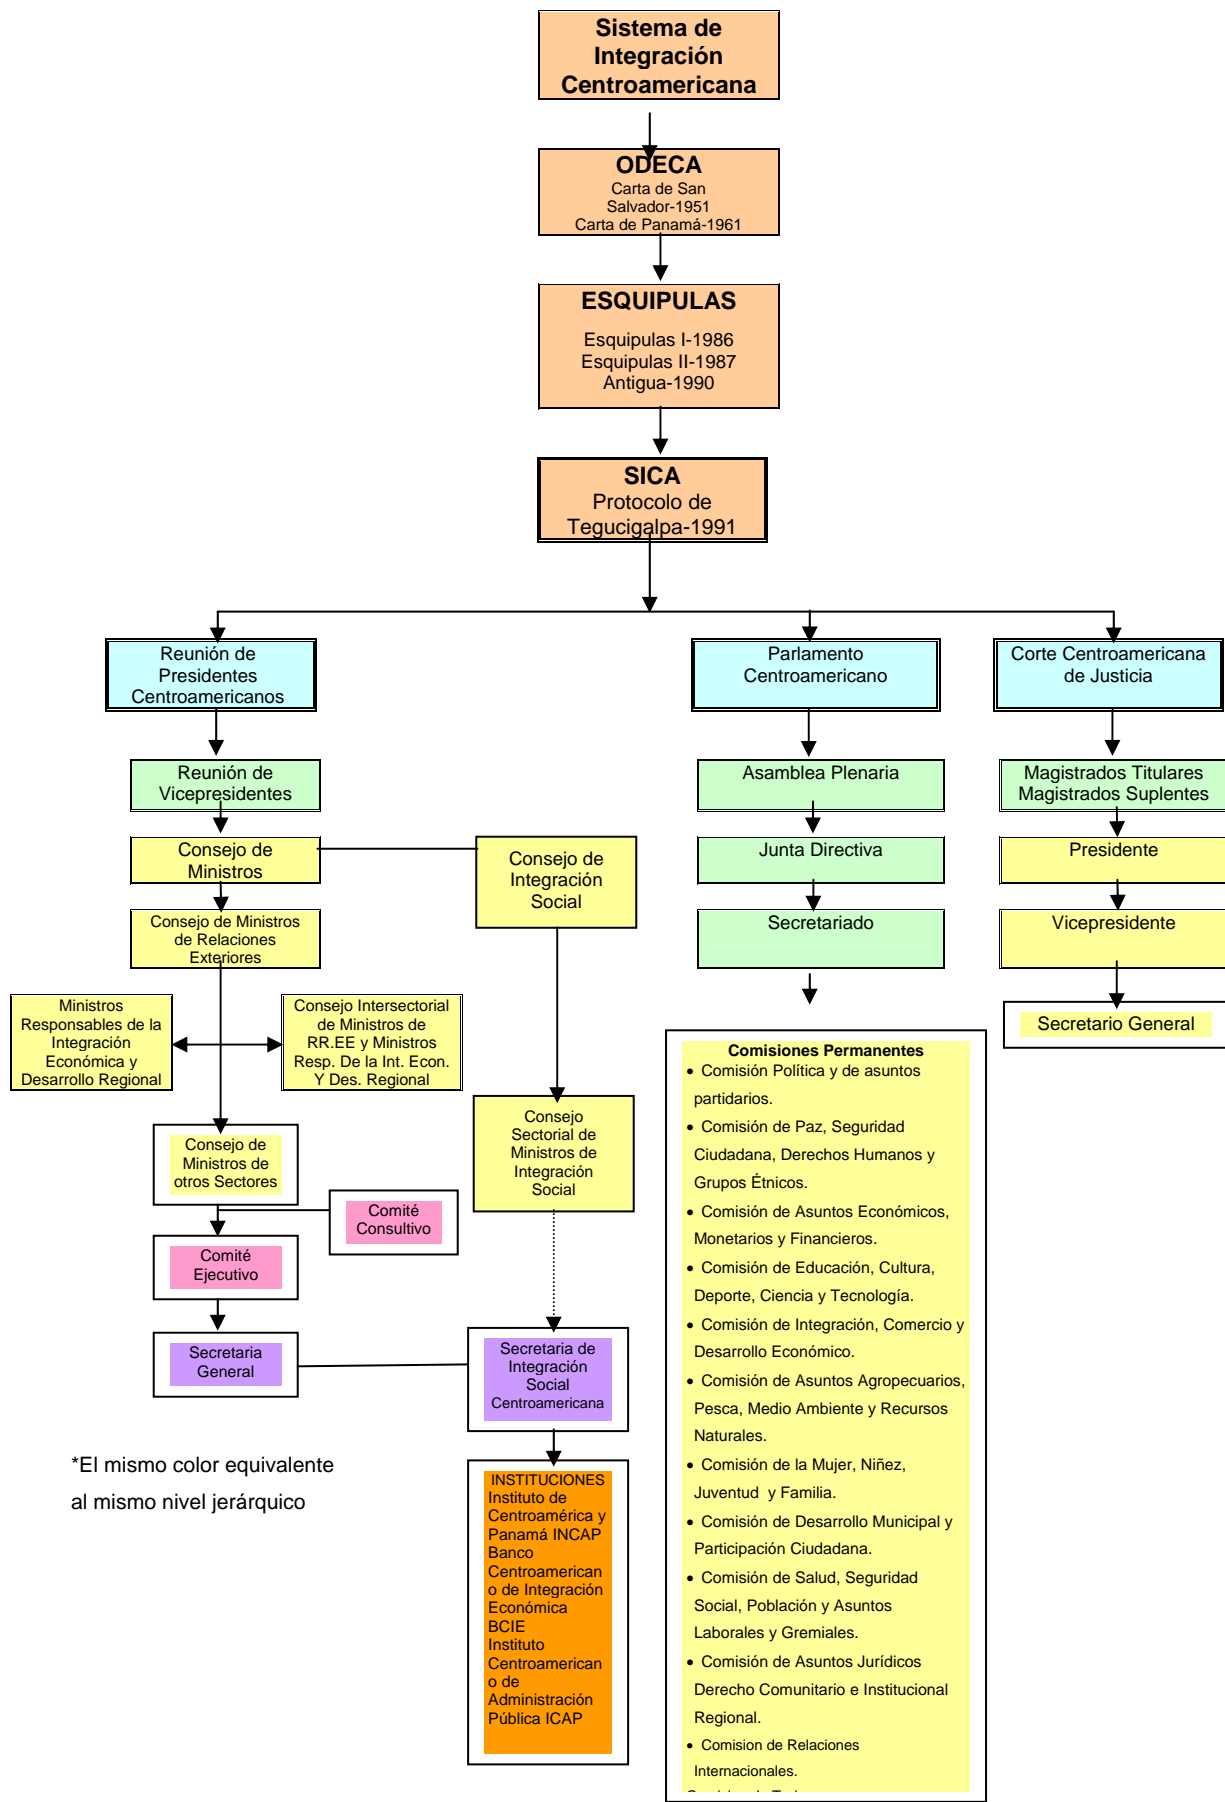 Sistema de
Integración
Centroamericana
ODECA
Carta de San
Salvador-1951
Carta de Panamá-1961
ESQUIPULAS
Esquipulas I-1986
Esquipulas II-1987
Antigua-1990
SICA
Protocolo de
Tegucigalpa-1991
Reunión de
Presidentes
Centroamericanos
Parlamento
Centroamericano
Corte Centroamericana
de Justicia
Reunión de
Vicepresidentes
Asamblea Plenaria
Magistrados Titulares
Magistrados Suplentes
Consejo de
Ministros
Consejo de
Integración
Social
Junta Directiva
Presidente
Consejo de Ministros
de Relaciones
Exteriores
Secretariado
Vicepresidente
Ministros
Responsables de la
Integración
Económica y
Desarrollo Regional
Consejo Intersectorial
de Ministros de
RR.EE y Ministros
Resp. De la Int. Econ.
Y Des. Regional
Secretario General
Consejo de
Ministros de
otros Sectores
Consejo
Sectorial de
Ministros de
Integración
Social
Comité
Consultivo
Comité
Ejecutivo
Secretaria
General
Secretaria de
Integración
Social
Centroamericana
*El mismo color equivalente
al mismo nivel jerárquico
INSTITUCIONES
Instituto de
Centroamérica y
Panamá INCAP
Banco
Centroamerican
o de Integración
Económica
BCIE
Instituto
Centroamerican
o de
Administración
Pública ICAP
Comisiones Permanentes
• Comisión Política y de asuntos
partidarios.
• Comisión de Paz, Seguridad
Ciudadana, Derechos Humanos y
Grupos Étnicos.
• Comisión de Asuntos Económicos,
Monetarios y Financieros.
• Comisión de Educación, Cultura,
Deporte, Ciencia y Tecnología.
• Comisión de Integración, Comercio y
Desarrollo Económico.
• Comisión de Asuntos Agropecuarios,
Pesca, Medio Ambiente y Recursos
Naturales.
• Comisión de la Mujer, Niñez,
Juventud y Familia.
• Comisión de Desarrollo Municipal y
Participación Ciudadana.
• Comisión de Salud, Seguridad
Social, Población y Asuntos
Laborales y Gremiales.
• Comisión de Asuntos Jurídicos
Derecho Comunitario e Institucional
Regional.
• Comision de Relaciones
Internacionales.